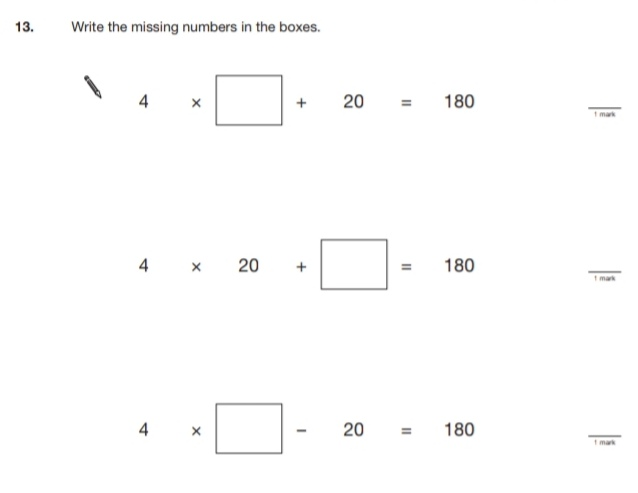 13. Write the missing numbers in the boxes.
4 × + 20 = 180
1 mark
4 × 20 + = 180
1 mark
4 × − 20 = 180
1 mark